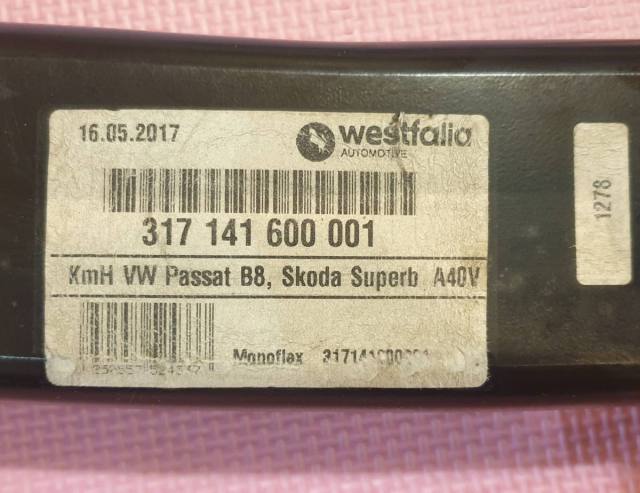 16.05.2017
westfalia
AUTOMOTIVE
317 141 600 001
KmH VW Passat B8, Skoda Superb A40V
Monoflex
1278